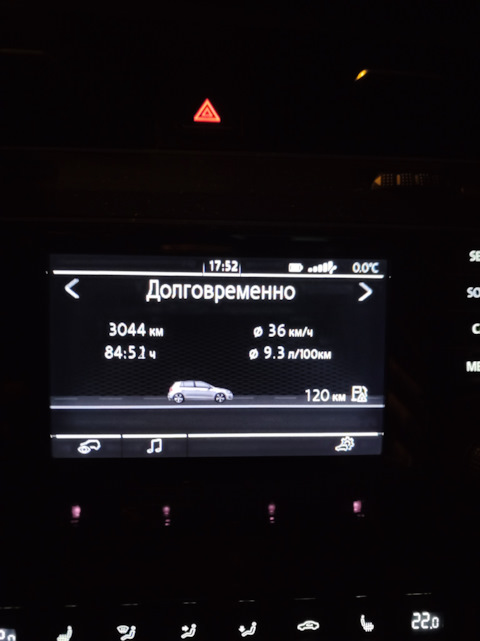 17:52 0.0°C
< Долговременно >
3044 км ø 36 км/ч
84:51 ч ø 9.3 л/100км
120 км
22.0